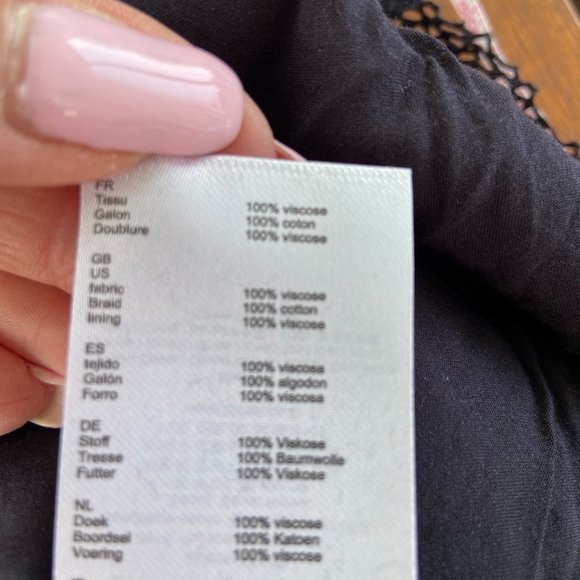 FR
Tissu 100% viscose
Galon 100% coton
Doublure 100% viscose
GB
US
fabric 100% viscose
Braid 100% cotton
lining 100% viscose
ES
tejido 100% viscosa
Galón 100% algodon
Forro 100% viscosa
DE
Stoff 100% Viskose
Tresse 100% Baumwolle
Futter 100% Viskose
NL
Doek 100% viscose
Boordsel 100% Katoen
Voering 100% viscose